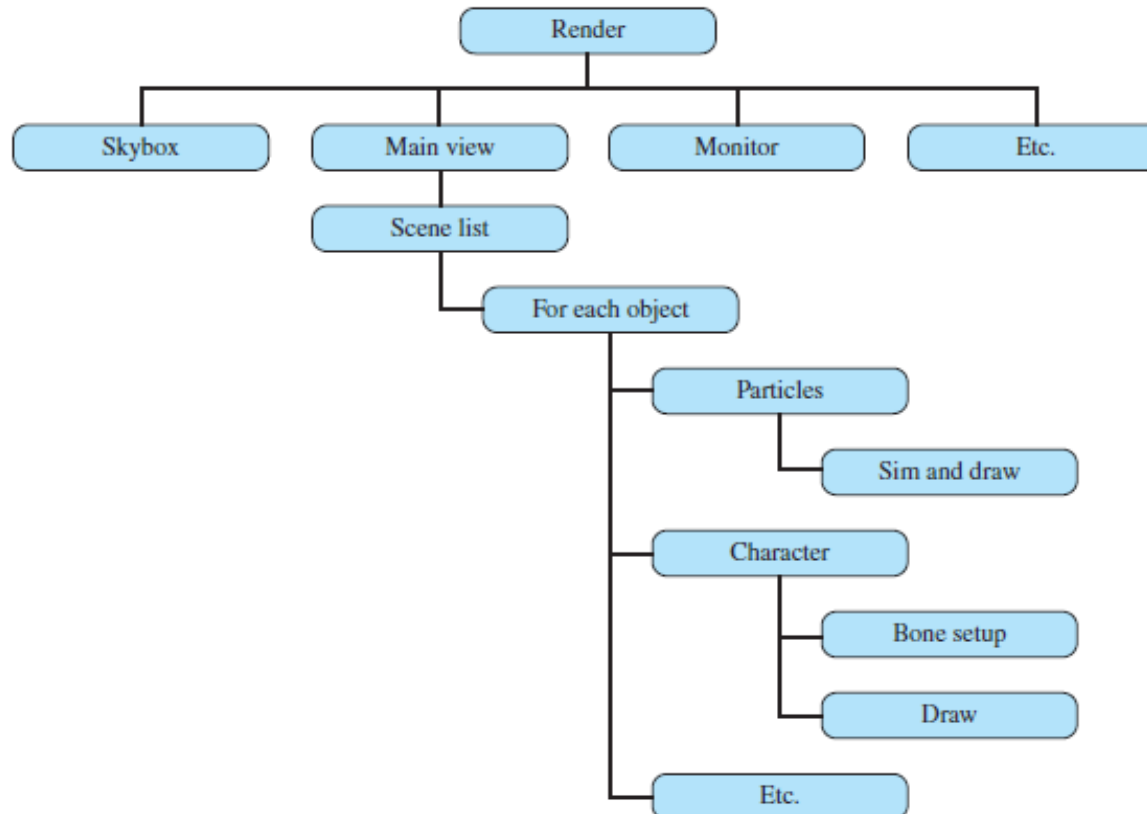 Render
Skybox
Main view
Monitor
Etc.
Scene list
For each object
Particles
Sim and draw
Character
Bone setup
Draw
Etc.